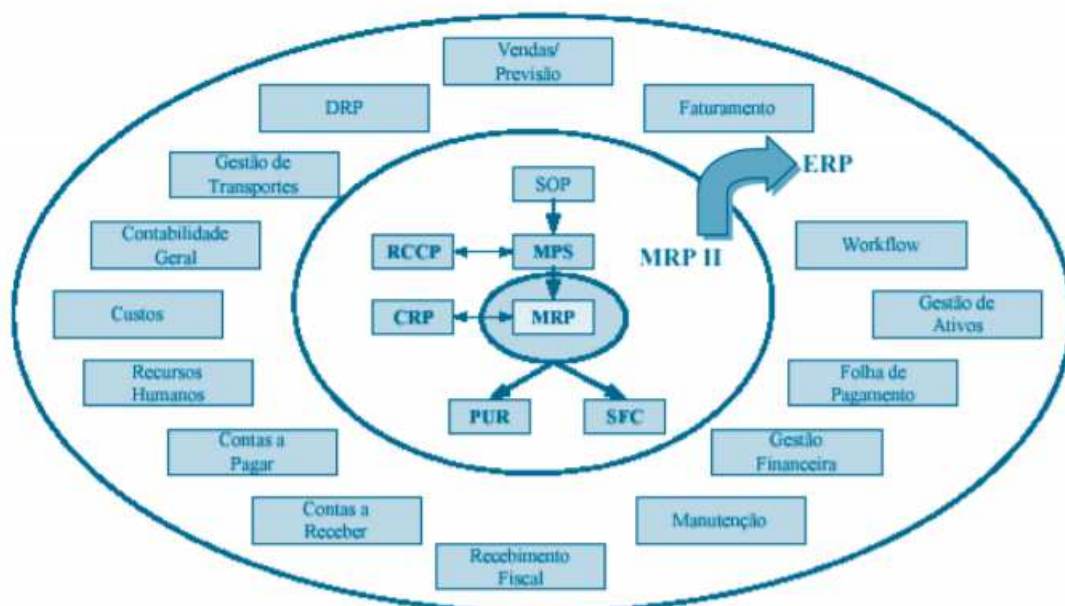 Vendas/
Previsão
DRP
Faturamento
Gestão de
Transportes
ERP
SOP
Contabilidade
Geral
RCCP
MPS
MRP II
Workflow
Custos
CRP
MRP
Gestão de
Ativos
Recursos
Humanos
Folha de
Pagamento
PUR
SFC
Contas a
Pagar
Gestão
Financeira
Contas a
Receber
Manutenção
Recebimento
Fiscal